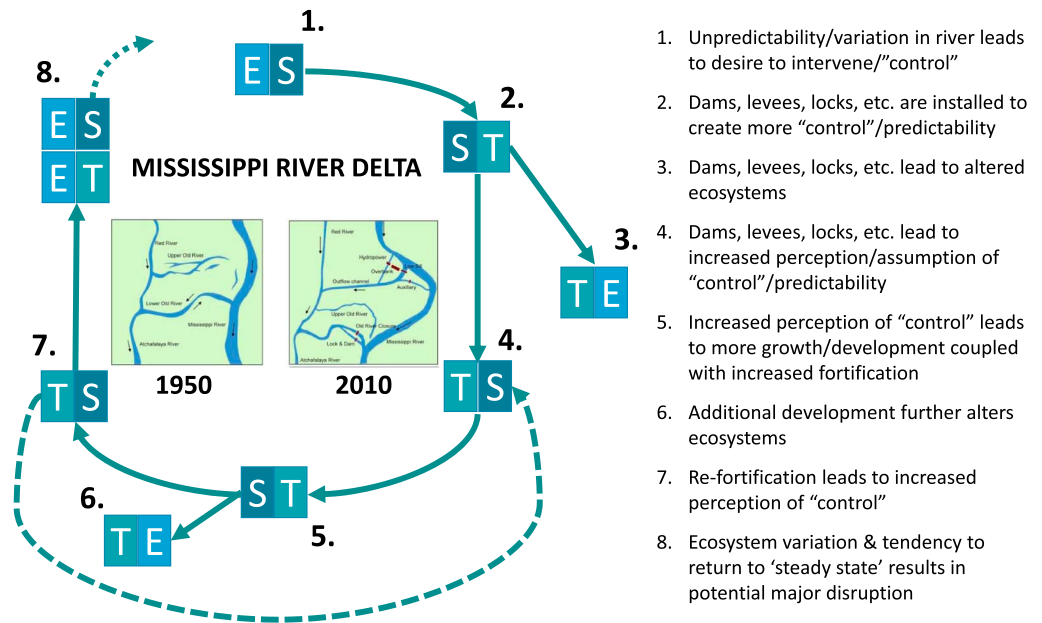 1.
E S
2.
S T
3.
T E
4.
T S
5.
S T
6.
T E
7.
T S
8.
E S
E T
MISSISSIPPI RIVER DELTA
Red River
Upper Old River
Lower Old River
Mississippi River
Atchafalaya River
1950
Red River
Hydropower
Low Sill
Overbank
Outflow channel
Auxiliary
Upper Old River
Old River Closure
Lock & Dam
Mississippi River
Atchafalaya River
2010
1. Unpredictability/variation in river leads
to desire to intervene/”control”
2. Dams, levees, locks, etc. are installed to
create more “control”/predictability
3. Dams, levees, locks, etc. lead to altered
ecosystems
4. Dams, levees, locks, etc. lead to
increased perception/assumption of
“control”/predictability
5. Increased perception of “control” leads
to more growth/development coupled
with increased fortification
6. Additional development further alters
ecosystems
7. Re-fortification leads to increased
perception of “control”
8. Ecosystem variation & tendency to
return to ‘steady state’ results in
potential major disruption